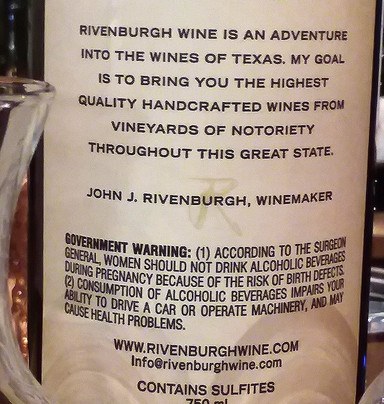 RIVENBURGH WINE IS AN ADVENTURE
INTO THE WINES OF TEXAS. MY GOAL
IS TO BRING YOU THE HIGHEST
QUALITY HANDCRAFTED WINES FROM
VINEYARDS OF NOTORIETY
THROUGHOUT THIS GREAT STATE.
R
JOHN J. RIVENBURGH, WINEMAKER
GOVERNMENT WARNING: (1) ACCORDING TO THE SURGEON
GENERAL, WOMEN SHOULD NOT DRINK ALCOHOLIC BEVERAGES
DURING PREGNANCY BECAUSE OF THE RISK OF BIRTH DEFECTS.
(2) CONSUMPTION OF ALCOHOLIC BEVERAGES IMPAIRS YOUR
ABILITY TO DRIVE A CAR OR OPERATE MACHINERY, AND MAY
CAUSE HEALTH PROBLEMS.
WWW.RIVENBURGHWINE.COM
Info@rivenburghwine.com
CONTAINS SULFITES
750 ml